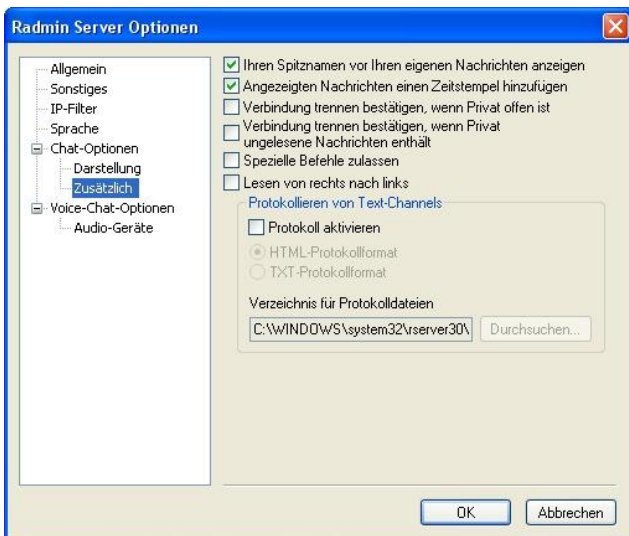 Radmin Server Optionen
Allgemein
Sonstiges
IP-Filter
Sprache
Chat-Optionen
Darstellung
Zusätzlich
Voice-Chat-Optionen
Audio-Geräte
Ihren Spitznamen vor Ihren eigenen Nachrichten anzeigen
Angezeigten Nachrichten einen Zeitstempel hinzufügen
Verbindung trennen bestätigen, wenn Privat offen ist
Verbindung trennen bestätigen, wenn Privat
ungelesene Nachrichten enthält
Spezielle Befehle zulassen
Lesen von rechts nach links
Protokollieren von Text-Channels
Protokoll aktivieren
HTML-Protokollformat
TXT-Protokollformat
Verzeichnis für Protokolldateien
C:\WINDOWS\system32\rserver30\
Durchsuchen...
OK
Abbrechen